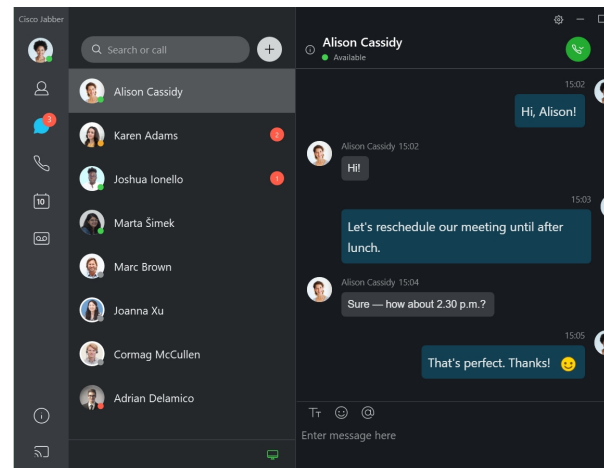 Cisco Jabber
3
10
Search or call
Alison Cassidy
Karen Adams
2
Joshua Ionello
1
Marta Šimek
Marc Brown
Joanna Xu
Cormag McCullen
Adrian Delamico
Alison Cassidy
Available
15:02
Hi, Alison!
Alison Cassidy 15:02
Hi!
15:03
Let's reschedule our meeting until after
lunch.
Alison Cassidy 15:04
Sure — how about 2.30 p.m.?
15:05
That's perfect. Thanks!
TT @
Enter message here